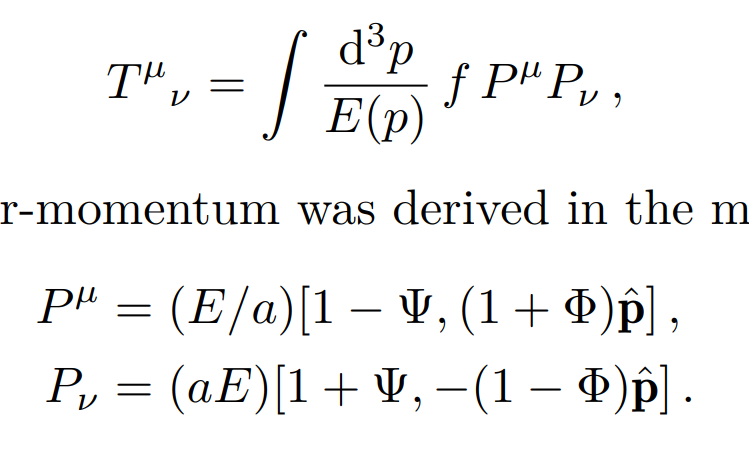 T^μ_ν = ∫ d³p/E(p) f P^μ P_ν ,
r-momentum was derived in the m
P^μ = (E/a)[1 − Ψ, (1 + Φ)p̂] ,
P_ν = (aE)[1 + Ψ, −(1 − Φ)p̂] .